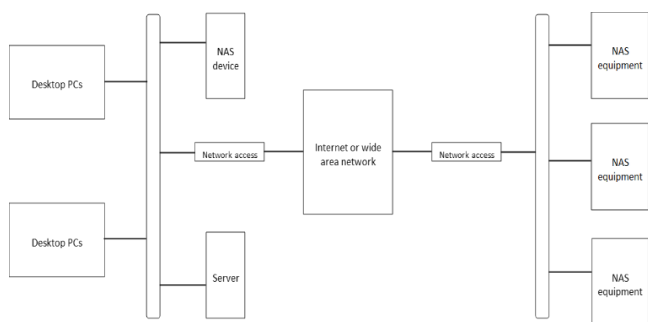 Desktop PCs
NAS
device
Network access
Internet or wide
area network
Network access
NAS
equipment
NAS
equipment
Desktop PCs
Server
NAS
equipment